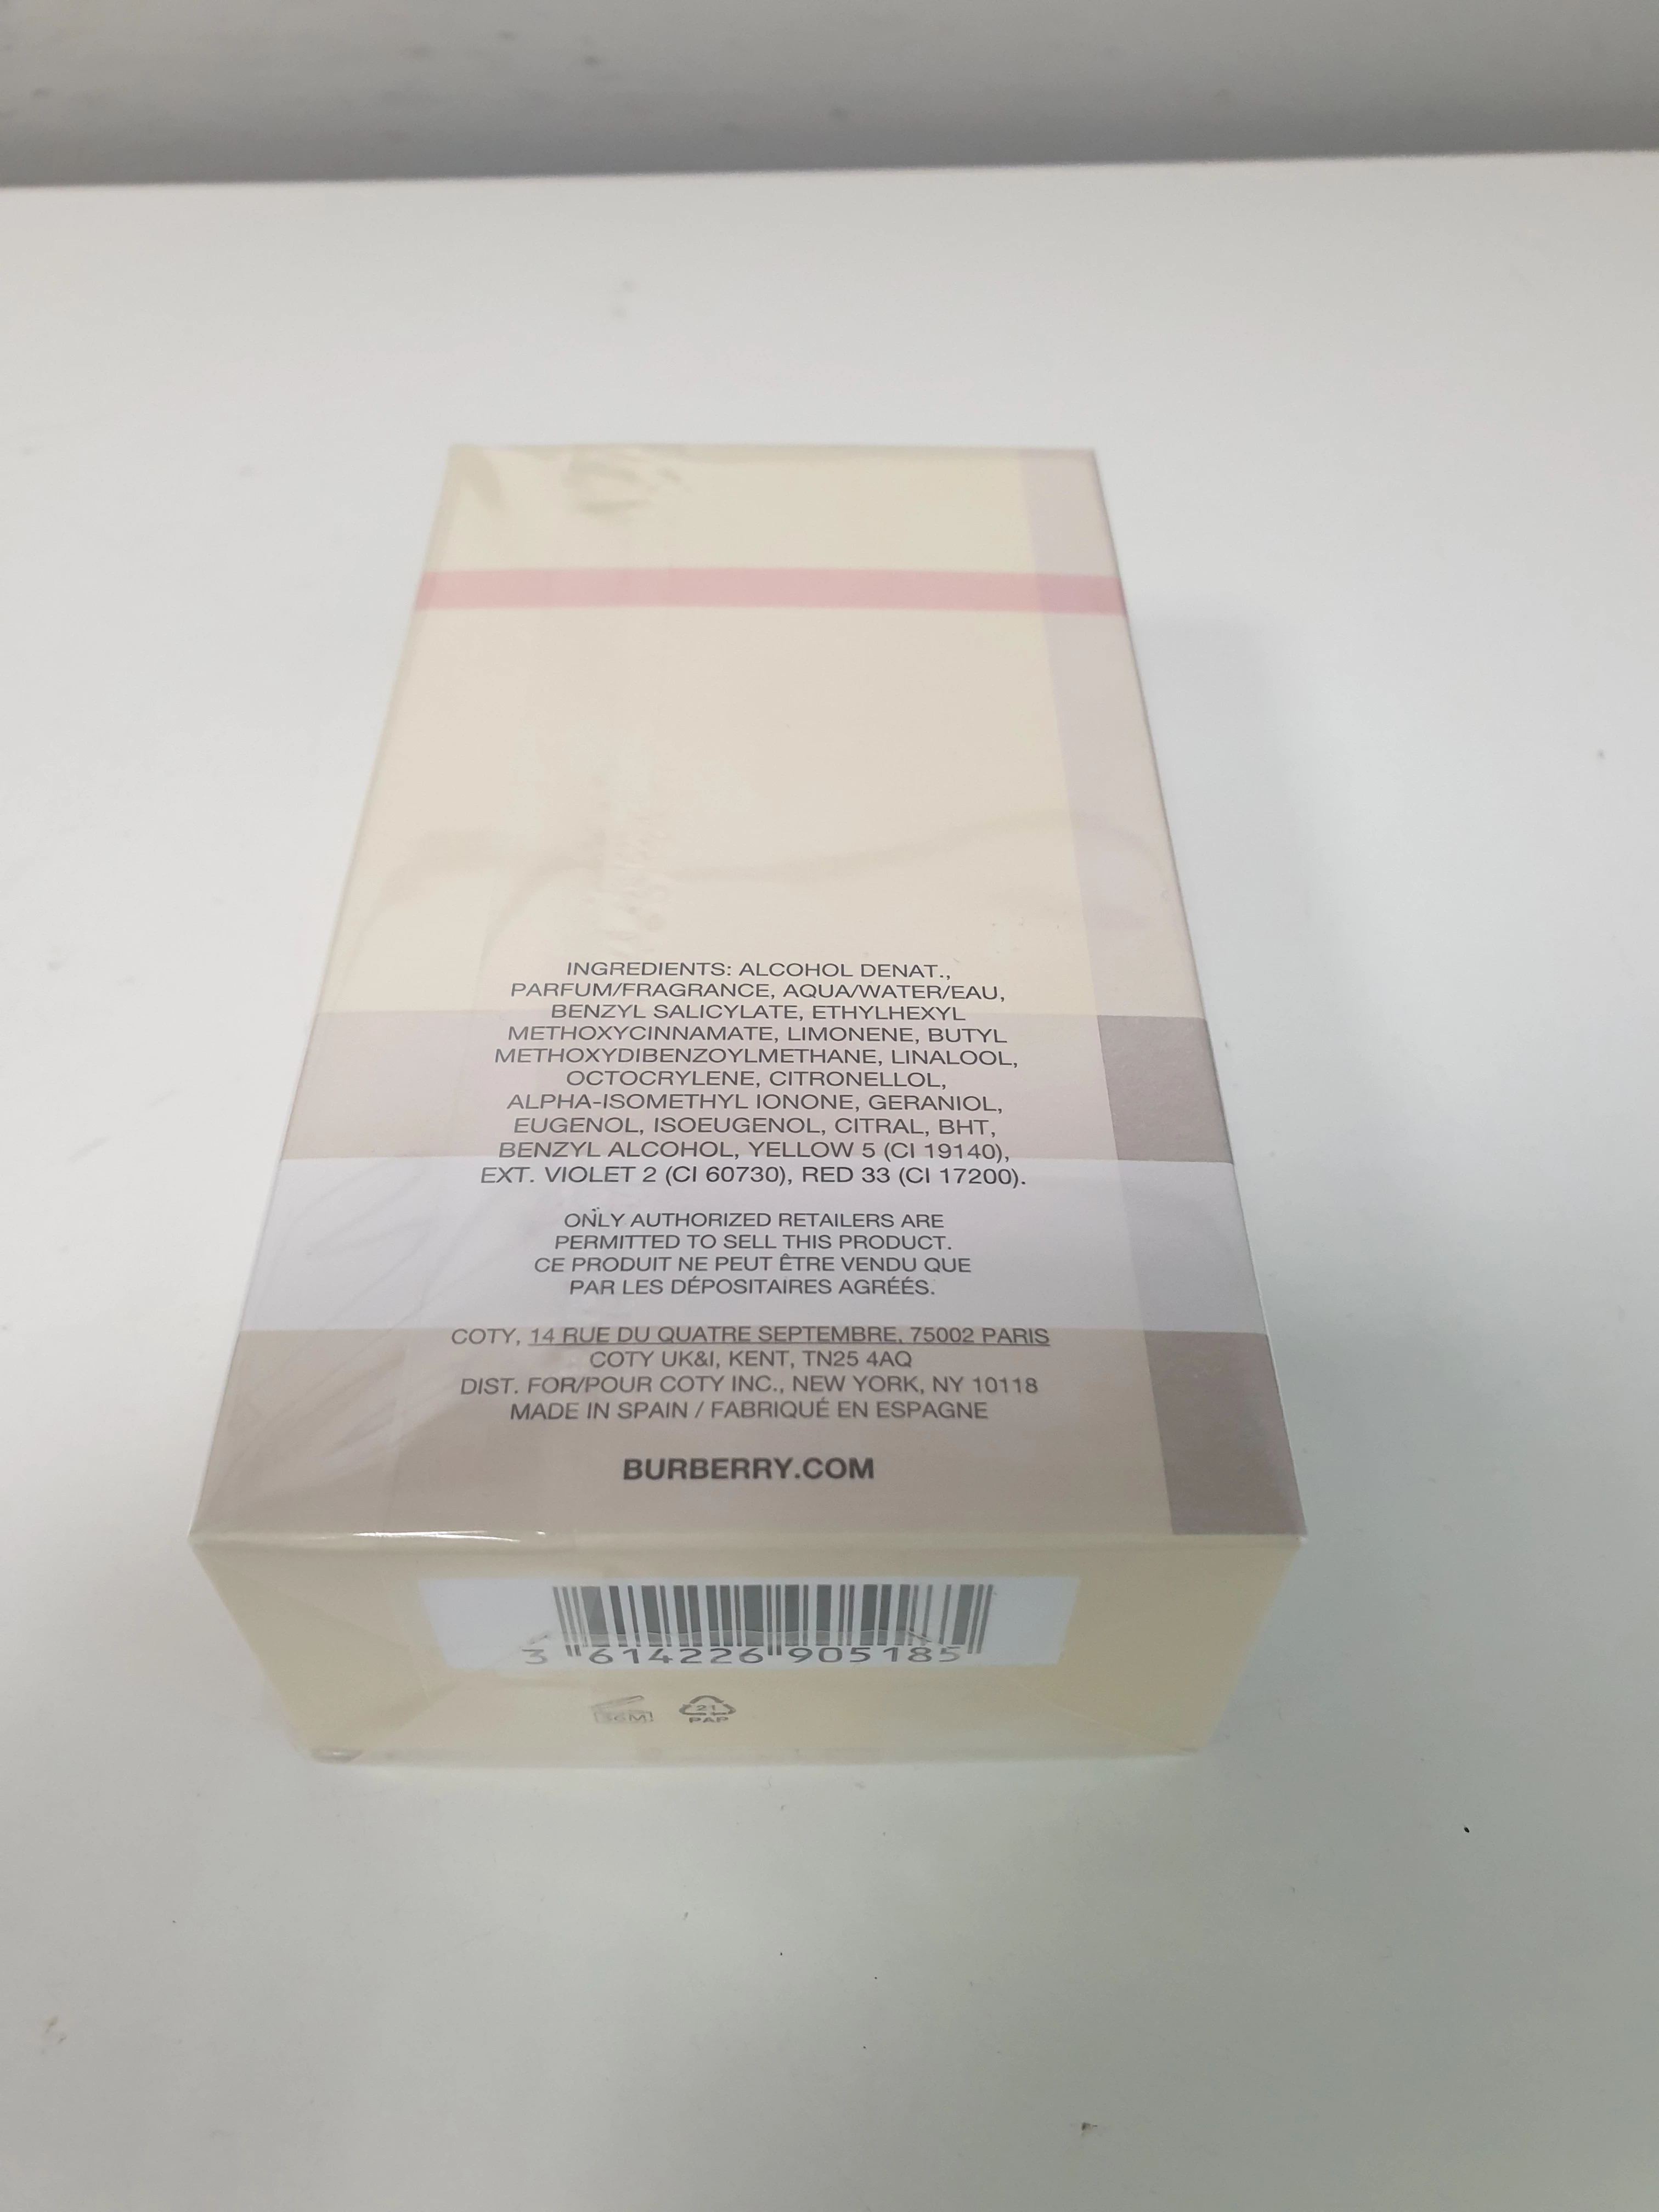 INGREDIENTS: ALCOHOL DENAT.,
PARFUM/FRAGRANCE, AQUA/WATER/EAU,
BENZYL SALICYLATE, ETHYLHEXYL
METHOXYCINNAMATE, LIMONENE, BUTYL
METHOXYDIBENZOYLMETHANE, LINALOOL,
OCTOCRYLENE, CITRONELLOL,
ALPHA-ISOMETHYL IONONE, GERANIOL,
EUGENOL, ISOEUGENOL, CITRAL, BHT,
BENZYL ALCOHOL, YELLOW 5 (CI 19140),
EXT. VIOLET 2 (CI 60730), RED 33 (CI 17200).
ONLY AUTHORIZED RETAILERS ARE
PERMITTED TO SELL THIS PRODUCT.
CE PRODUIT NE PEUT ÊTRE VENDU QUE
PAR LES DÉPOSITAIRES AGRÉÉS.
COTY, 14 RUE DU QUATRE SEPTEMBRE, 75002 PARIS
COTY UK&I, KENT, TN25 4AQ
DIST. FOR/POUR COTY INC., NEW YORK, NY 10118
MADE IN SPAIN / FABRIQUÉ EN ESPAGNE
BURBERRY.COM
3 614226 905185
36M 21
PAP